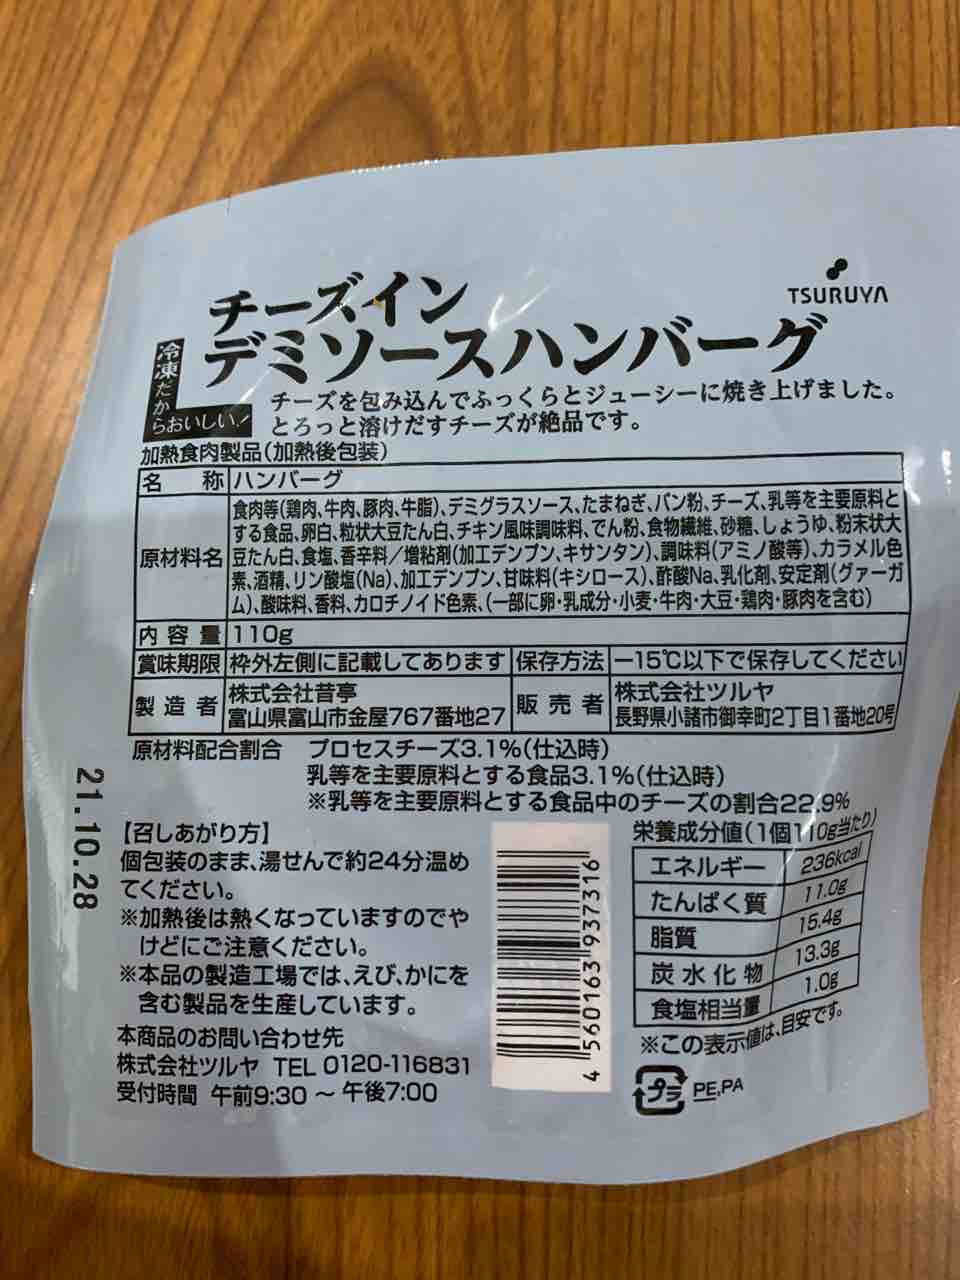 TSURUYA
チーズイン
デミソースハンバーグ
冷凍だから
らおいしい!
チーズを包み込んでふっくらとジューシーに焼き上げました。
とろっと溶けだすチーズが絶品です。
加熱食肉製品(加熱後包装)
名 称 ハンバーグ
原材料名 食肉等(鶏肉、牛肉、豚肉、牛脂)、デミグラスソース、たまねぎ、パン粉、チーズ、乳等を主要原料と
する食品、卵白、粒状大豆たん白、チキン風味調味料、でん粉、食物繊維、砂糖、しょうゆ、粉末状大
豆たん白、食塩、香辛料/増粘剤(加工デンプン、キサンタン)、調味料(アミノ酸等)、カラメル色
素、酒精、リン酸塩(Na)、加工デンプン、甘味料(キシロース)、酢酸Na、乳化剤、安定剤(グァーガ
ム)、酸味料、香料、カロチノイド色素、(一部に卵・乳成分・小麦・牛肉・大豆・鶏肉・豚肉を含む)
内容量 110g
賞味期限 枠外左側に記載してあります 保存方法 −15℃以下で保存してください
製造者 株式会社昔亭
富山県富山市金屋767番地27
販売者 株式会社ツルヤ
長野県小諸市御幸町2丁目1番地20号
原材料配合割合 プロセスチーズ3.1%(仕込時)
乳等を主要原料とする食品3.1%(仕込時)
※乳等を主要原料とする食品中のチーズの割合22.9%
21.10.28
【召しあがり方】
個包装のまま、湯せんで約24分温め
てください。
※加熱後は熱くなっていますのでや
けどにご注意ください。
※本品の製造工場では、えび、かにを
含む製品を生産しています。
本商品のお問い合わせ先
株式会社ツルヤ TEL 0120-116831
受付時間 午前9:30 〜 午後7:00
4 560163 937316
栄養成分値(1個110g当たり)
エネルギー 236kcal
たんぱく質 11.0g
脂質 15.4g
炭水化物 13.3g
食塩相当量 1.0g
※この表示値は、目安です。
プラ PE,PA